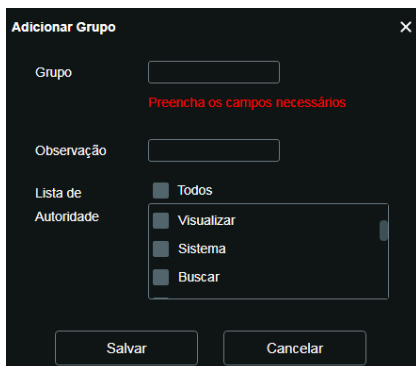 Adicionar Grupo
Grupo
Preencha os campos necessários
Observação
Lista de Autoridade
Todos
Visualizar
Sistema
Buscar
Salvar
Cancelar